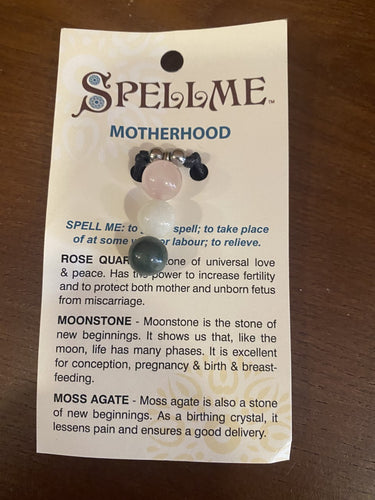 SPELLME™
MOTHERHOOD
SPELL ME: to spell; to take place
of at some or labour; to relieve.
ROSE QUAR one of universal love
& peace. Has the power to increase fertility
and to protect both mother and unborn fetus
from miscarriage.
MOONSTONE - Moonstone is the stone of
new beginnings. It shows us that, like the
moon, life has many phases. It is excellent
for conception, pregnancy & birth & breast-
feeding.
MOSS AGATE - Moss agate is also a stone
of new beginnings. As a birthing crystal, it
lessens pain and ensures a good delivery.